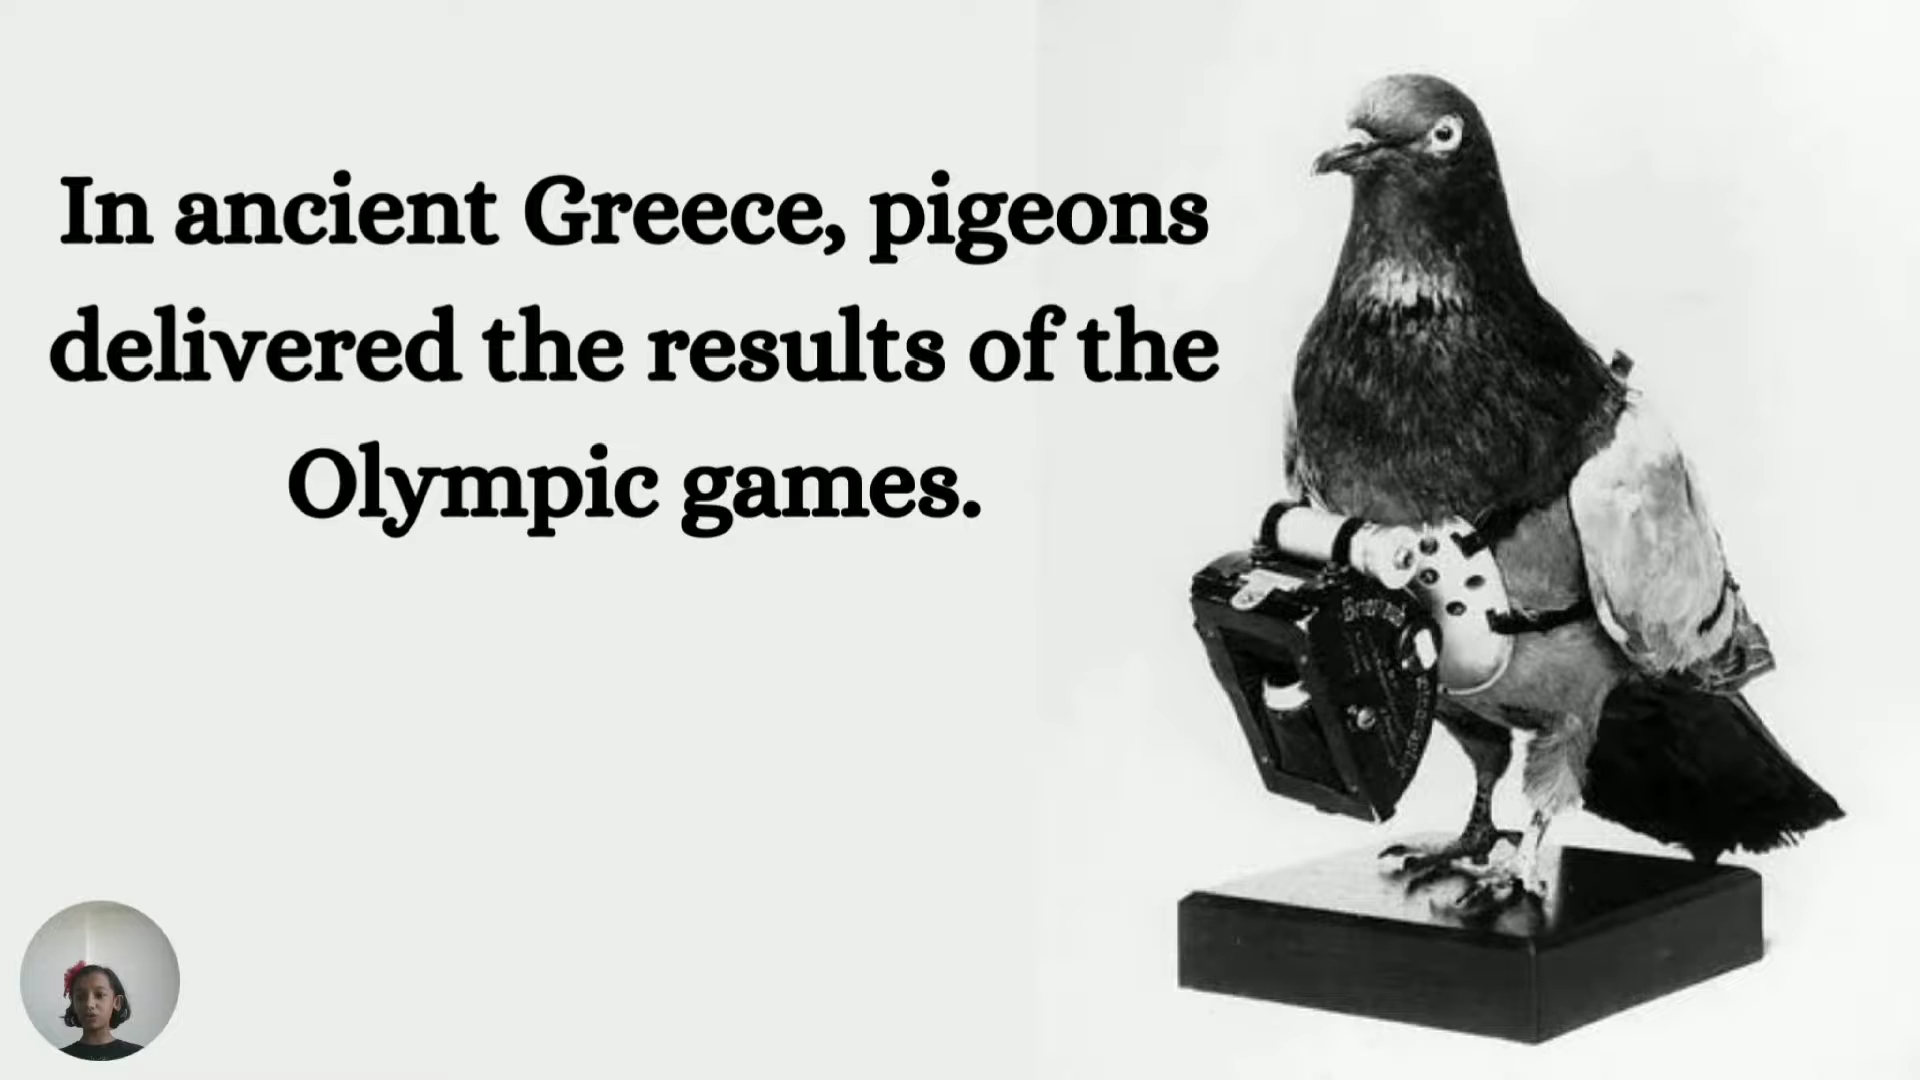 In ancient Greece, pigeons
delivered the results of the
Olympic games.